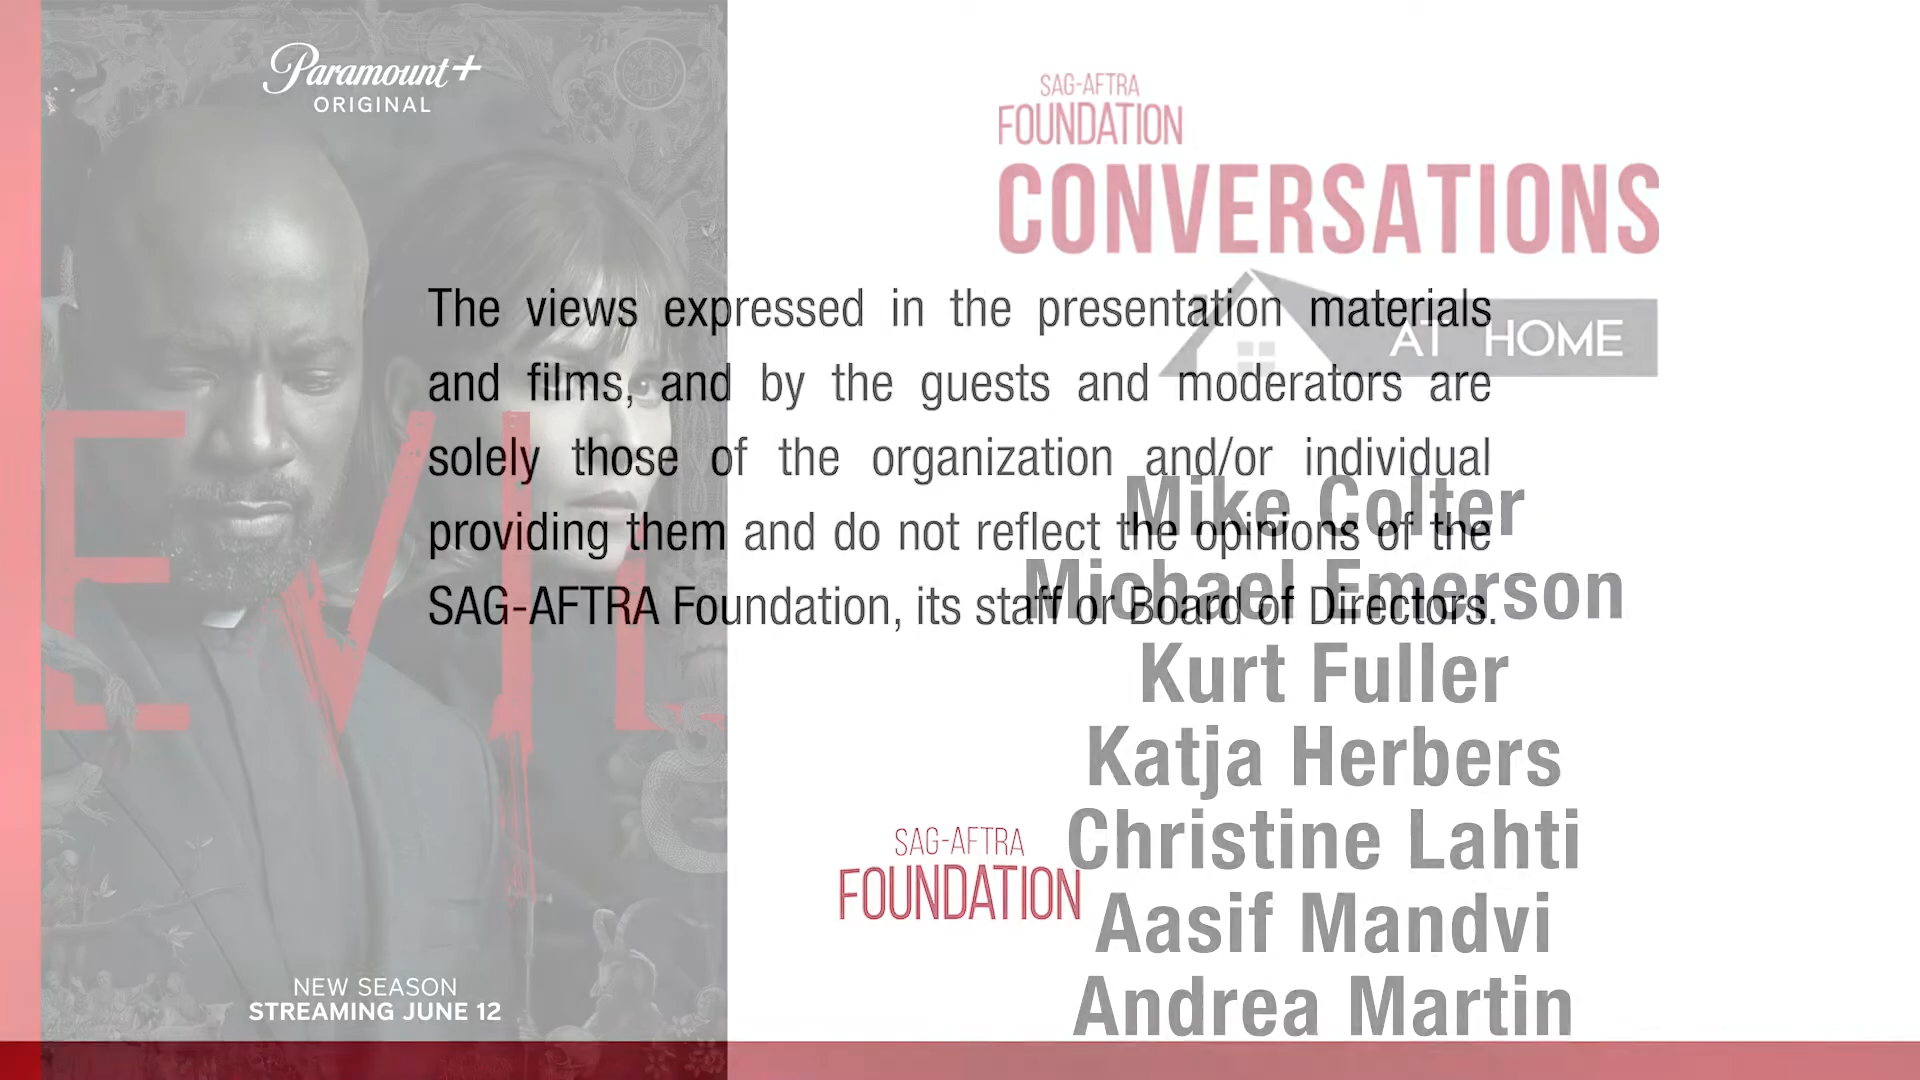 Paramount+
ORIGINAL
EVIL
NEW SEASON
STREAMING JUNE 12
SAG-AFTRA
FOUNDATION
CONVERSATIONS
AT HOME
The views expressed in the presentation materials
and films, and by the guests and moderators are
solely those of the organization and/or individual
providing them and do not reflect the opinions of the
SAG-AFTRA Foundation, its staff or Board of Directors.
Mike Colter
Michael Emerson
Kurt Fuller
Katja Herbers
Christine Lahti
Aasif Mandvi
Andrea Martin
SAG-AFTRA
FOUNDATION